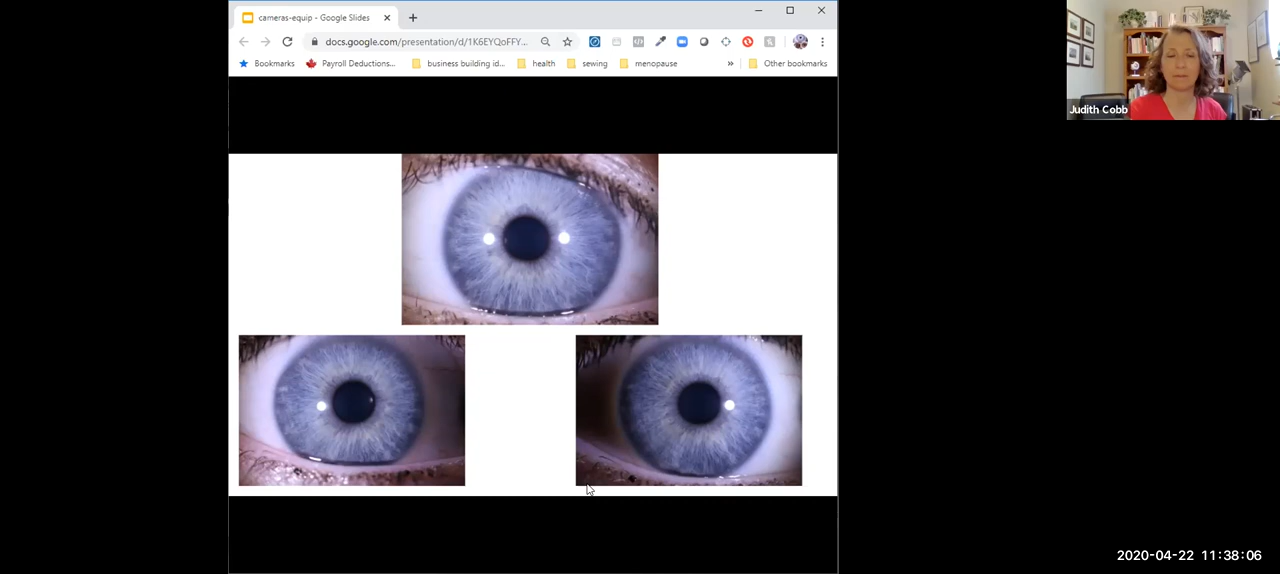 cameras-equip - Google Slides
docs.google.com/presentation/d/1K6EYQoFFY...
Bookmarks
Payroll Deductions...
business building id...
health
sewing
menopause
»
Other bookmarks
Judith Cobb
2020-04-22 11:38:06